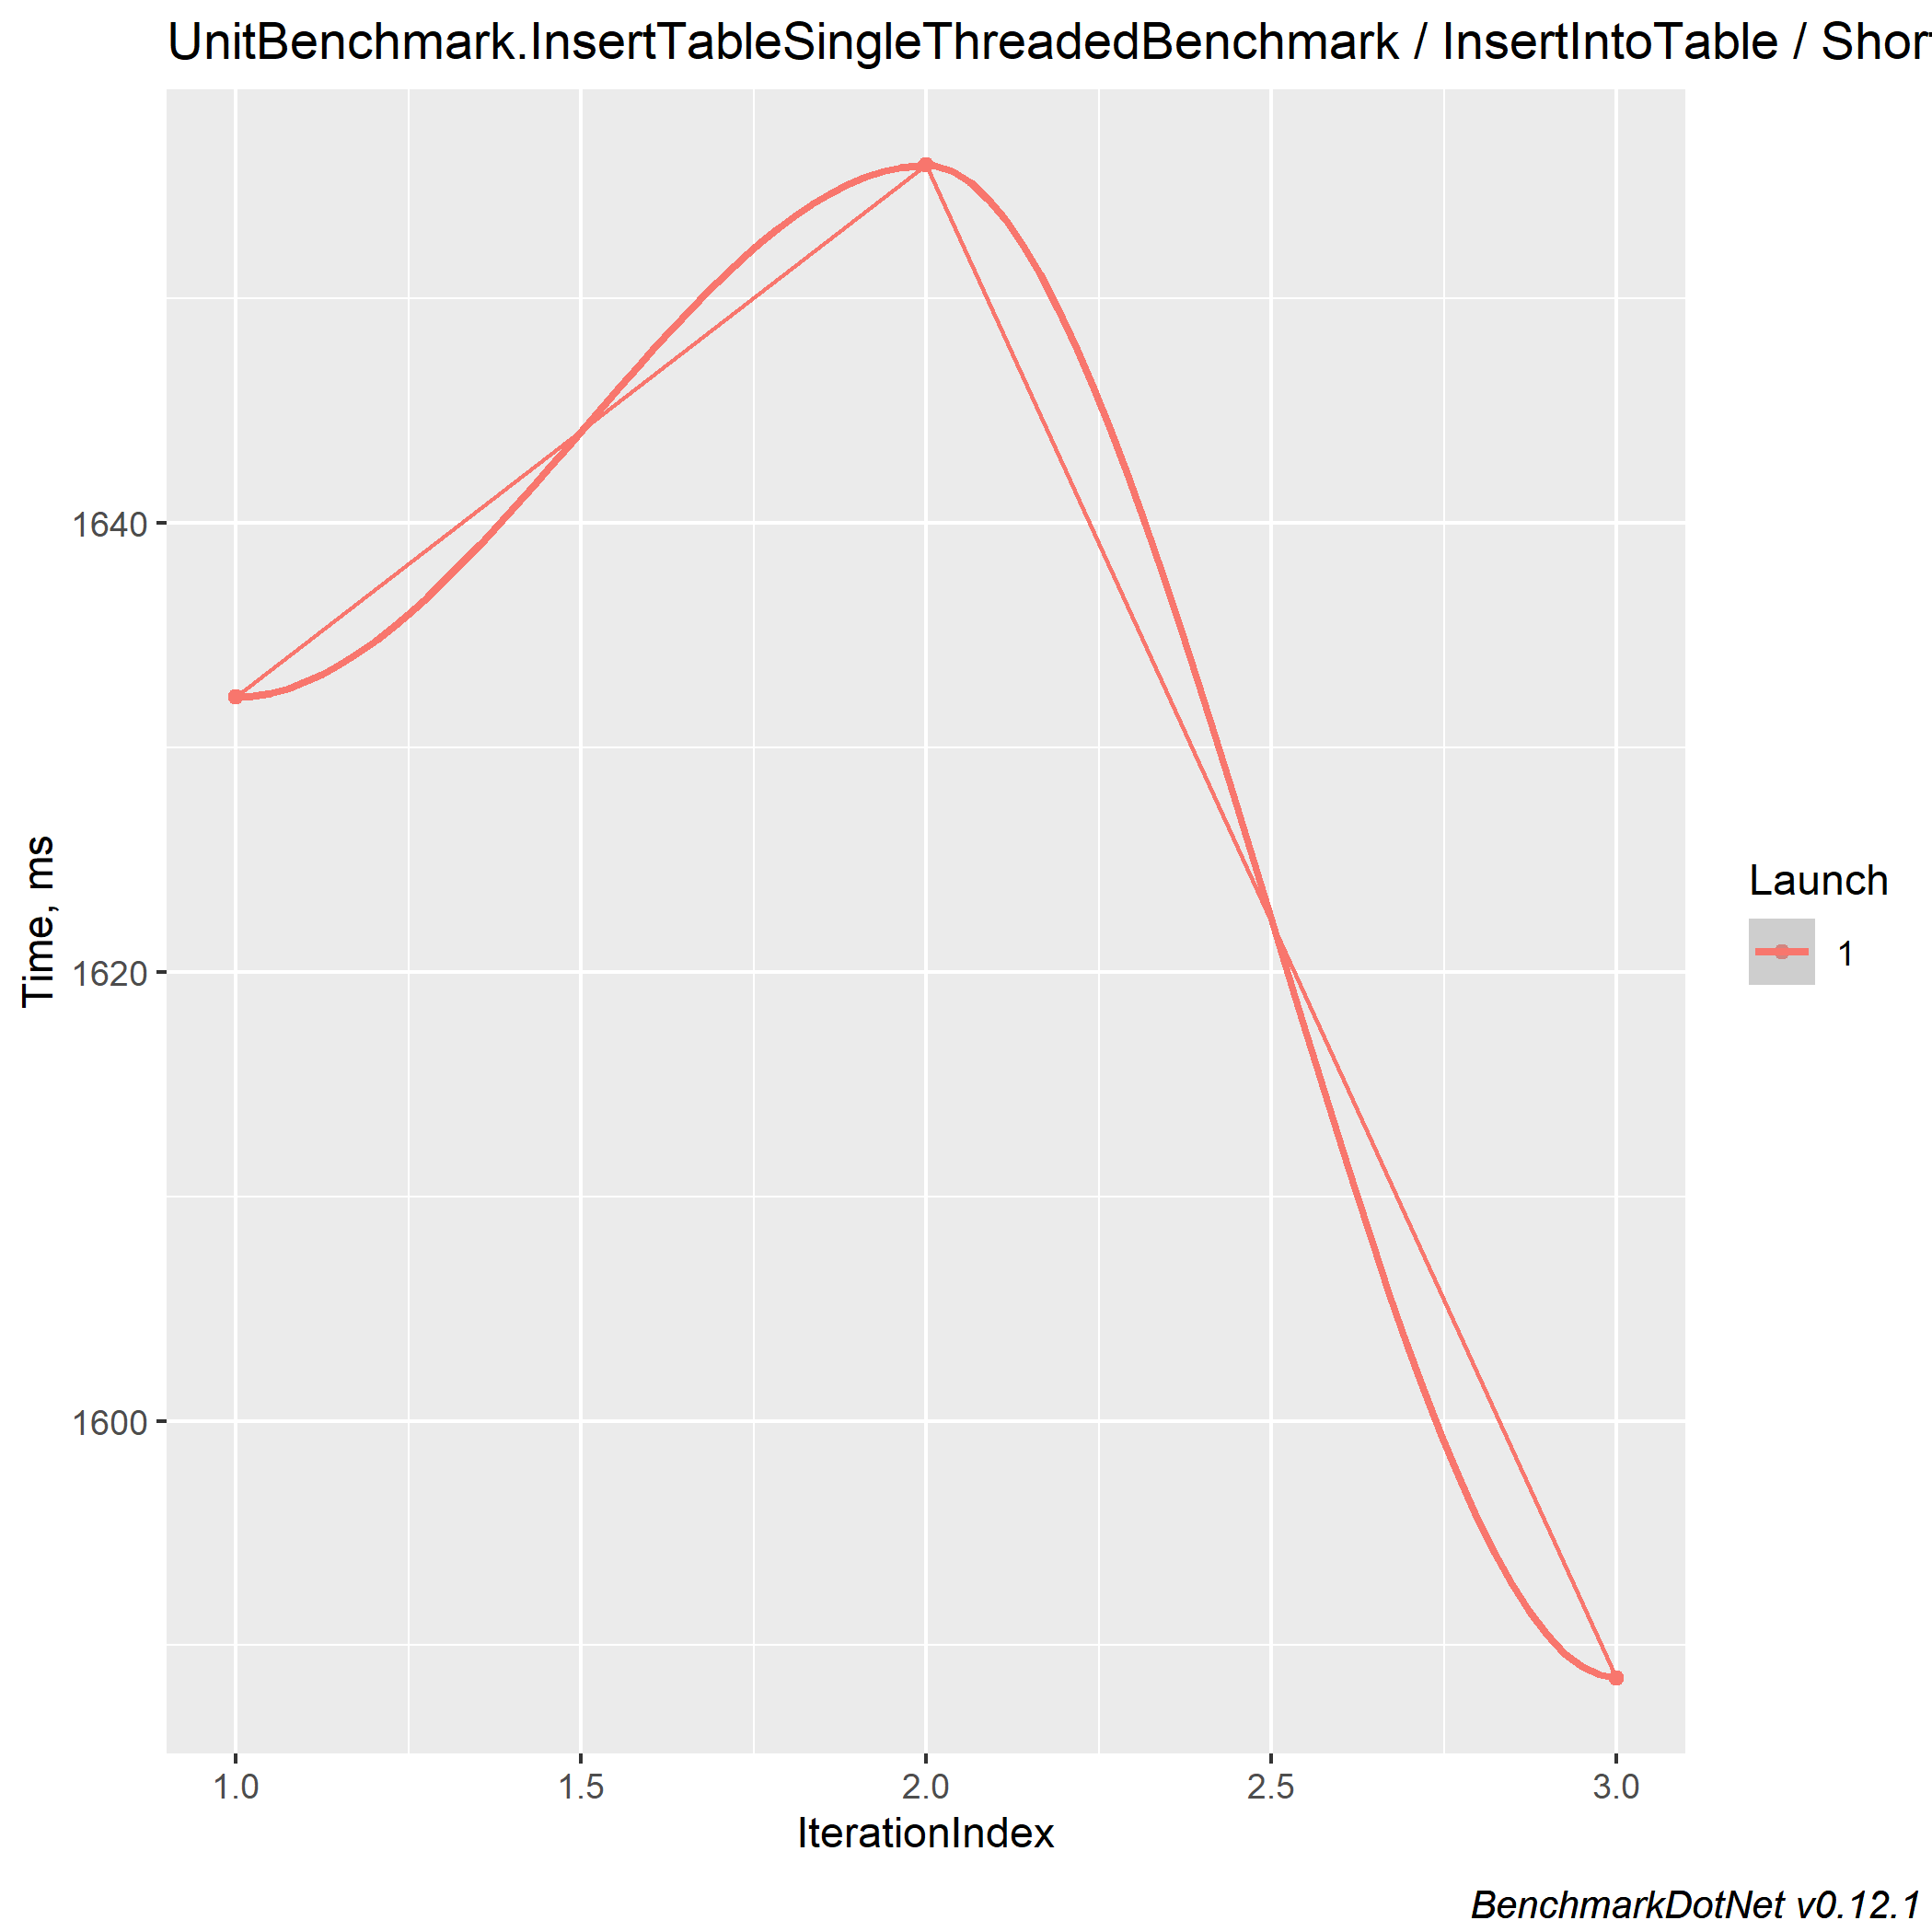 UnitBenchmark.InsertTableSingleThreadedBenchmark / InsertIntoTable / Shor
1640
1620
1600
Time, ms
1.0 1.5 2.0 2.5 3.0
IterationIndex
Launch
1
BenchmarkDotNet v0.12.1